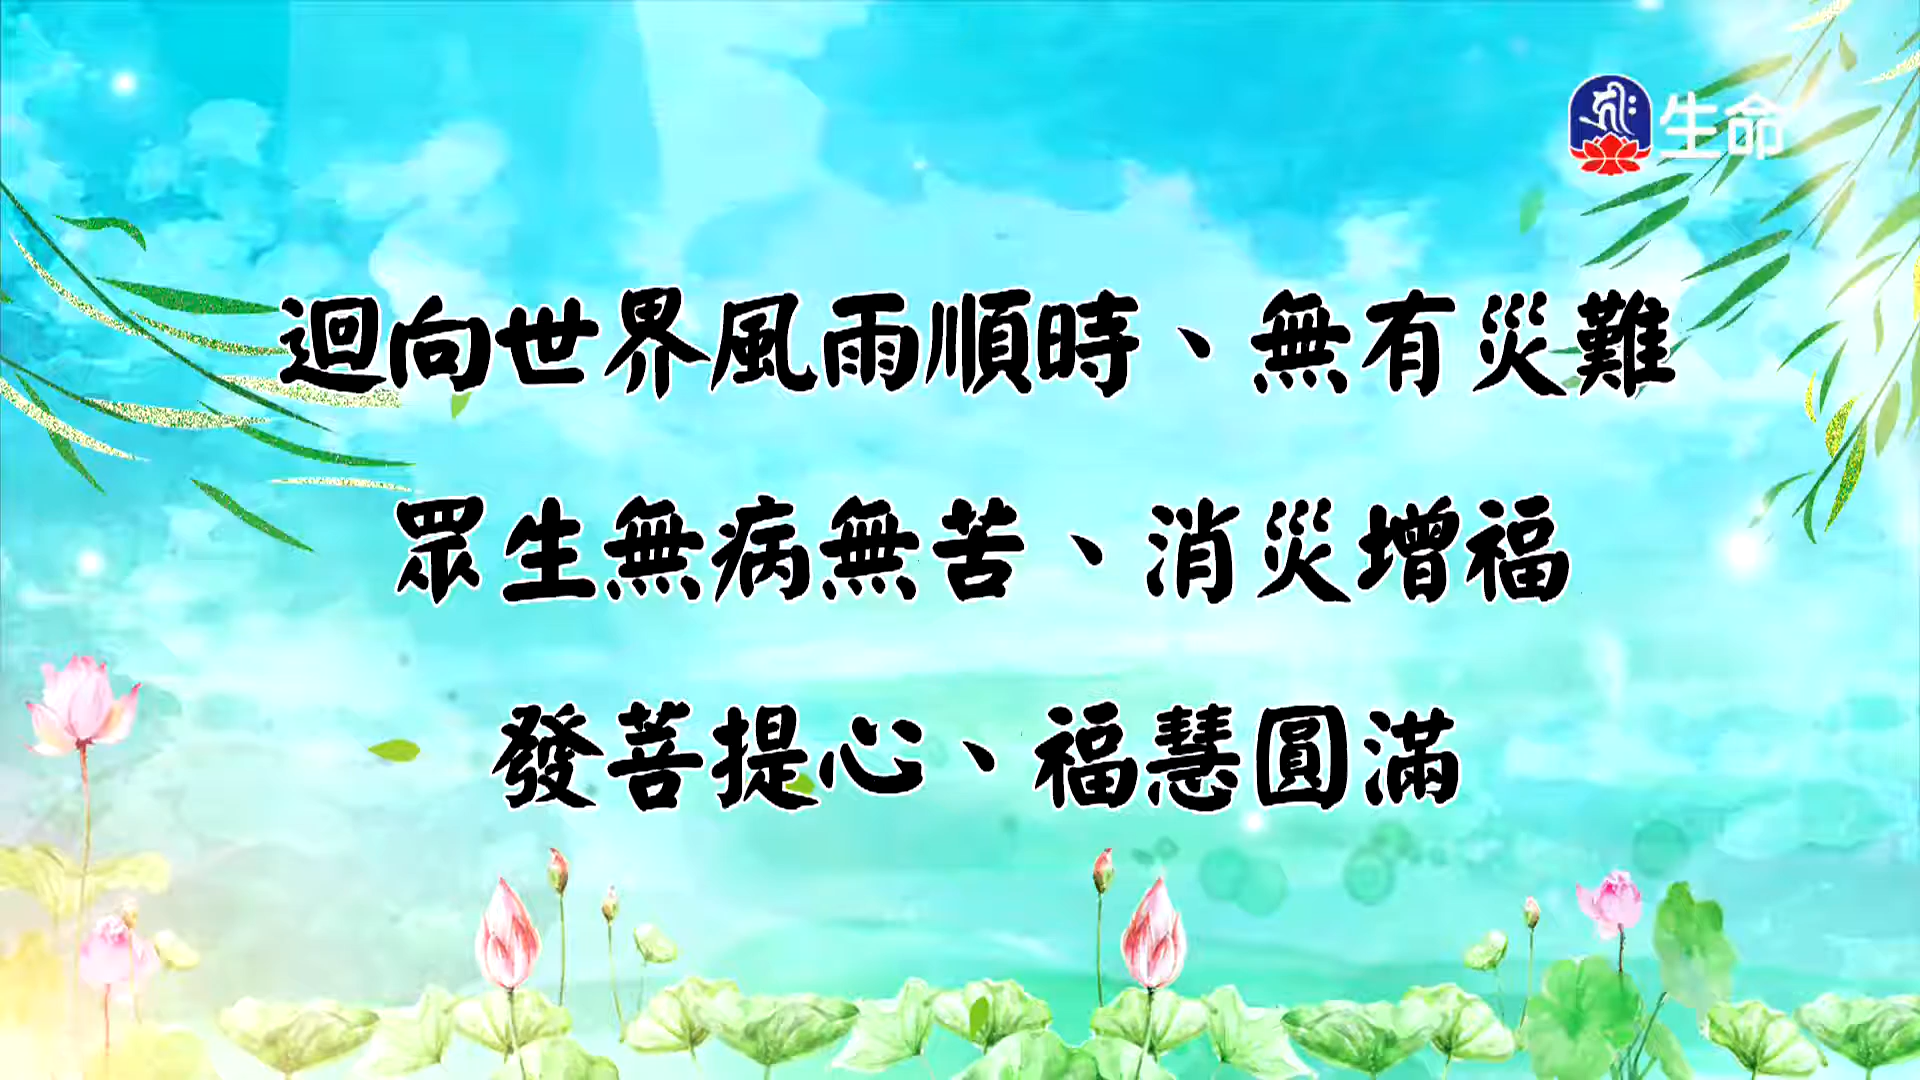 生命
迴向世界風雨順時、無有災難
眾生無病無苦、消災增福
發菩提心、福慧圓滿